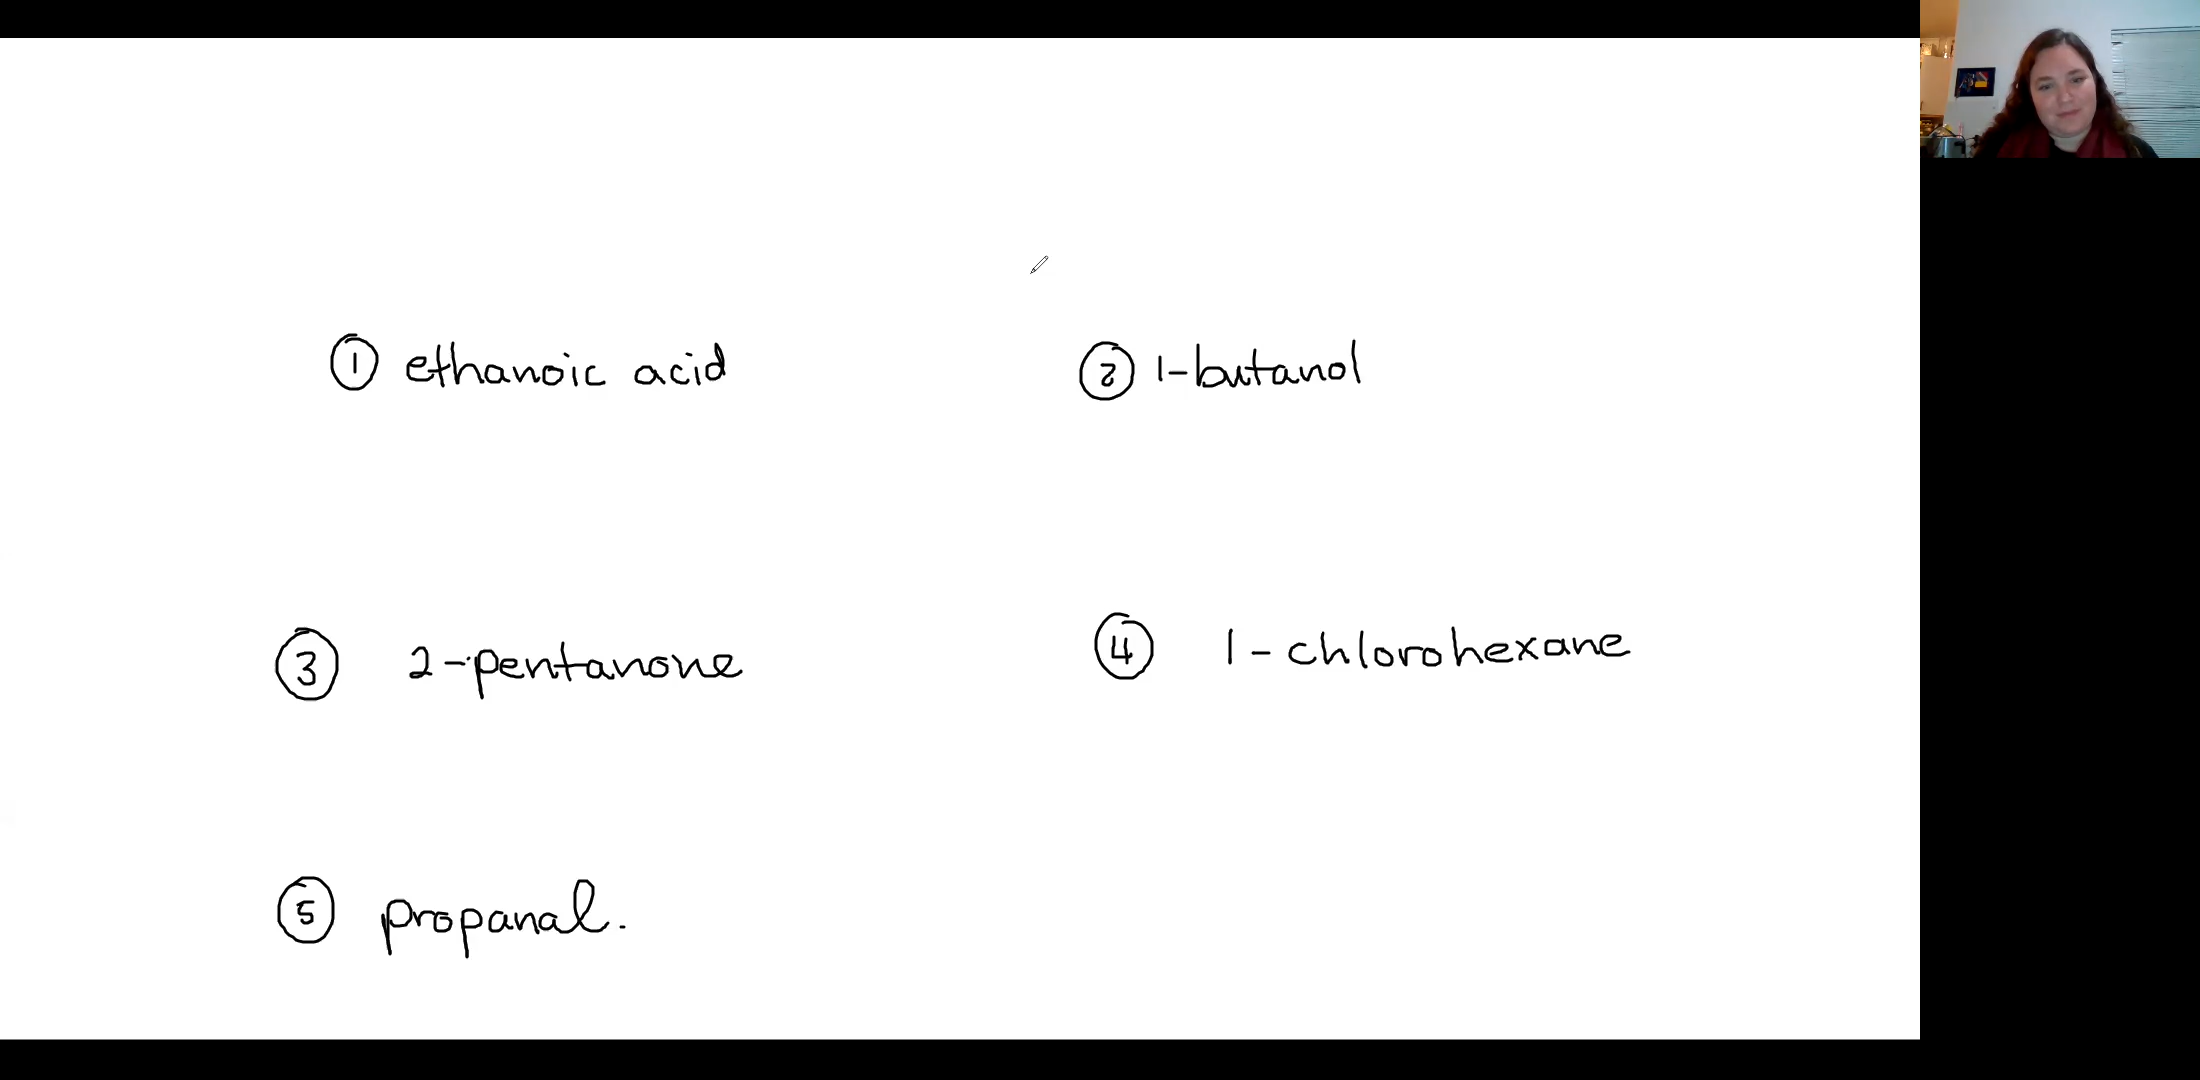 ① ethanoic acid
② 1-butanol
③ 2-pentanone
④ 1-chlorohexane
⑤ propanal.